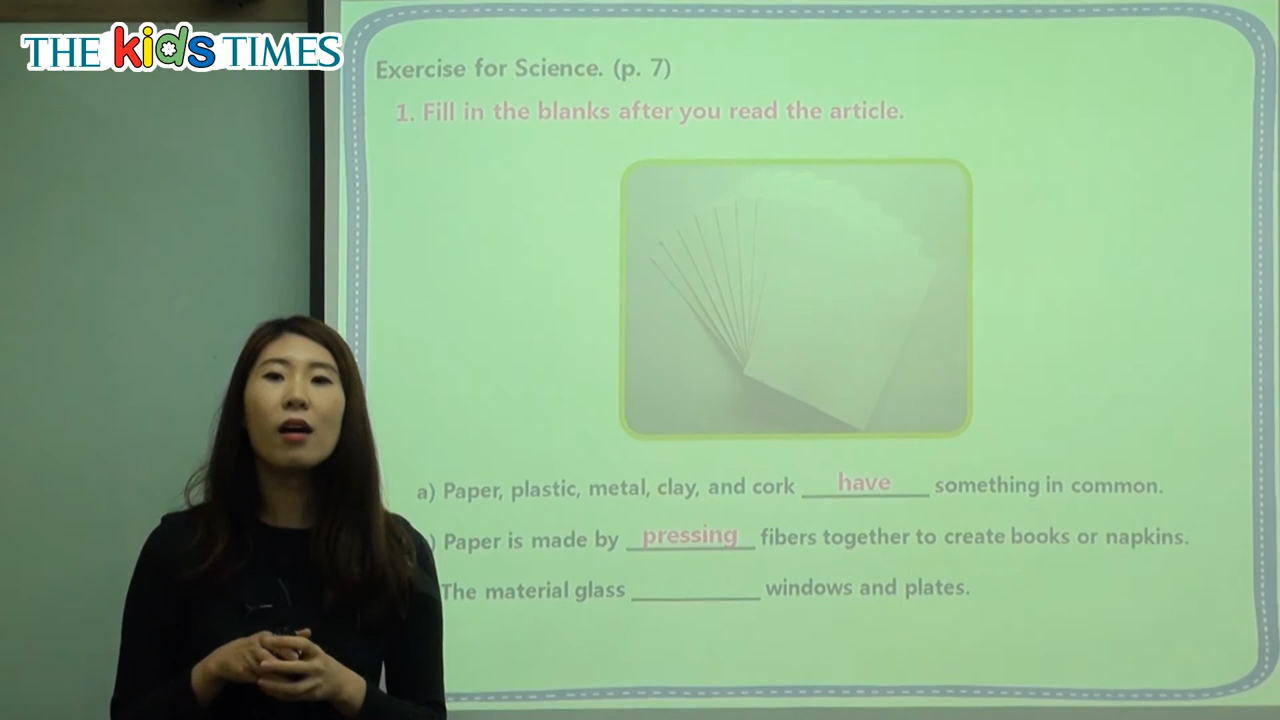 THE kids TIMES
Exercise for Science. (p. 7)
1. Fill in the blanks after you read the article.
a) Paper, plastic, metal, clay, and cork have something in common.
) Paper is made by pressing fibers together to create books or napkins.
The material glass __________ windows and plates.